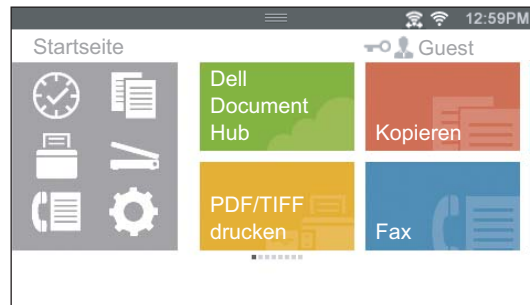 12:59PM
Startseite
Guest
Dell
Document
Hub
Kopieren
PDF/TIFF
drucken
Fax